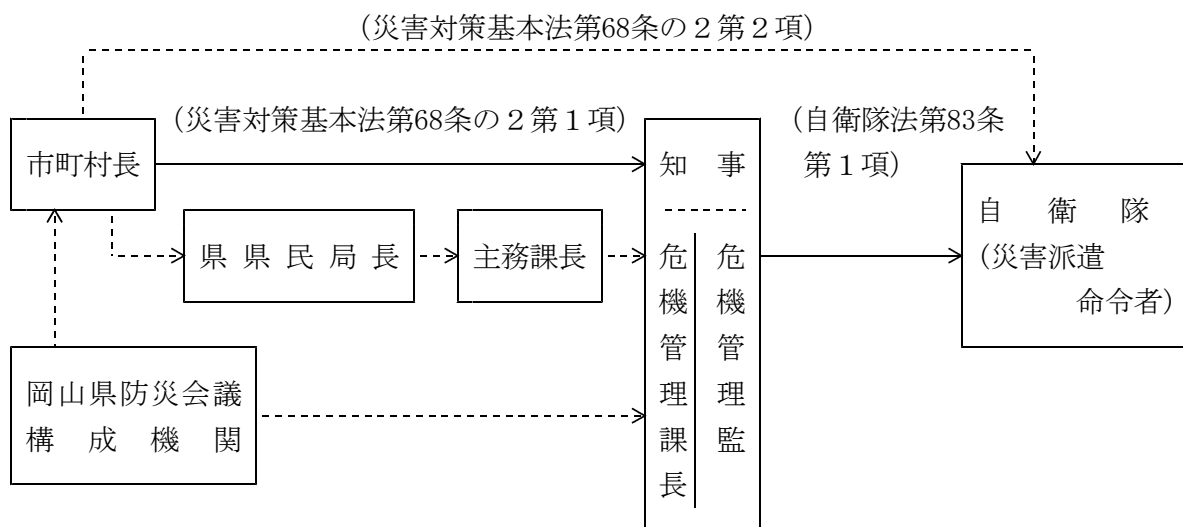 (災害対策基本法第68条の２第２項)
(災害対策基本法第68条の２第１項)
(自衛隊法第83条
第１項)
市町村長
知事
自衛隊
(災害派遣
命令者)
県県民局長
主務課長
危機管理課長
危機管理監
岡山県防災会議
構成機関